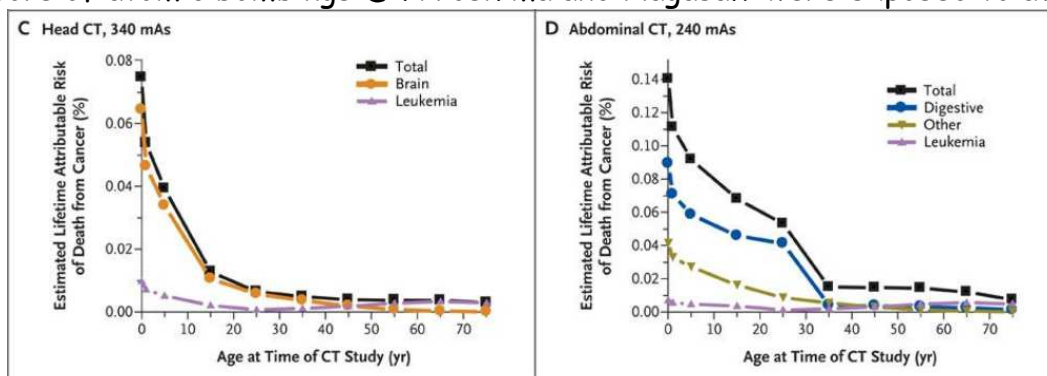 C Head CT, 340 mAs
Estimated Lifetime Attributable Risk
of Death from Cancer (%)
0.08
0.06
0.04
0.02
0.00
Total
Brain
Leukemia
0 10 20 30 40 50 60 70
Age at Time of CT Study (yr)
D Abdominal CT, 240 mAs
Estimated Lifetime Attributable Risk
of Death from Cancer (%)
0.14
0.12
0.10
0.08
0.06
0.04
0.02
0.00
Total
Digestive
Other
Leukemia
0 10 20 30 40 50 60 70
Age at Time of CT Study (yr)